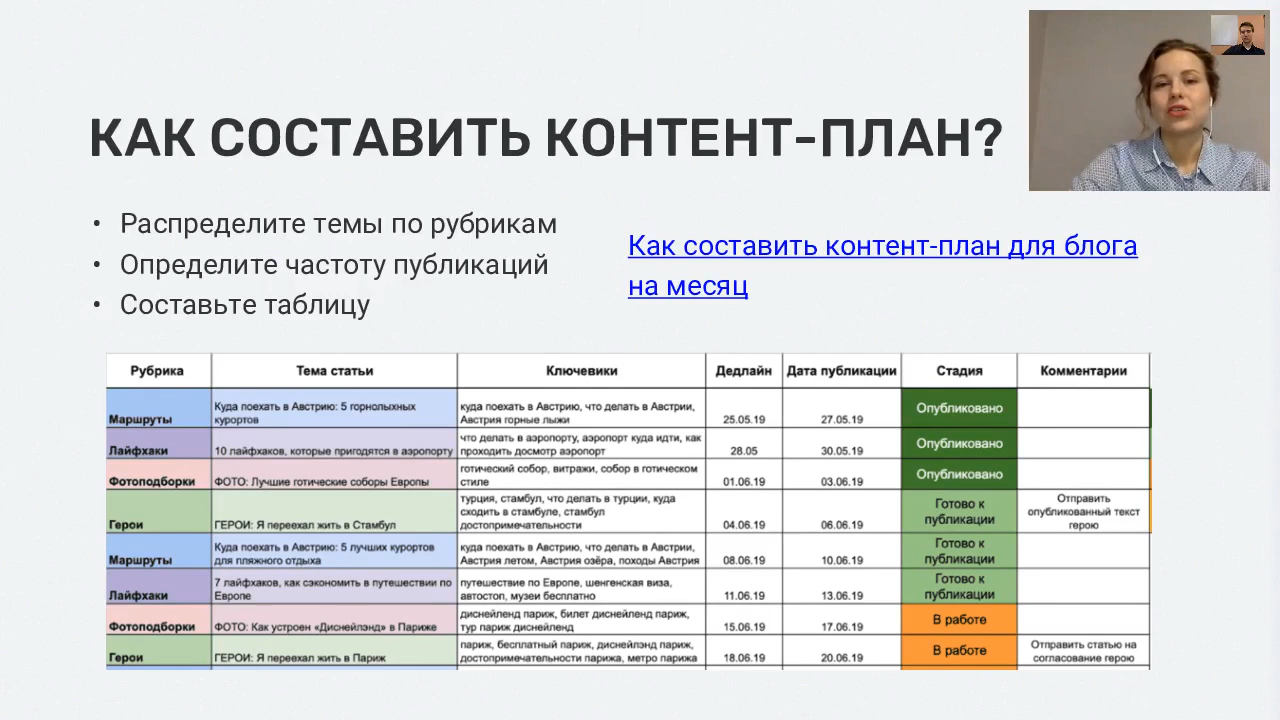 КАК СОСТАВИТЬ КОНТЕНТ-ПЛАН?
• Распределите темы по рубрикам
• Определите частоту публикаций
• Составьте таблицу
Как составить контент-план для блога
на месяц
Рубрика Тема статьи Ключевики Дедлайн Дата публикации Стадия Комментарии
Маршруты
Куда поехать в Австрию: 5 горнолыхных
курортов
куда поехать в Австрию, что делать в Австрии,
Австрия горные лыжи
25.05.19
27.05.19
Опубликовано
Лайфхаки
10 лайфхаков, которые пригодятся в аэропорту
что делать в аэропорту, аэропорт куда идти, как
проходить досмотр аэропорт
28.05
30.05.19
Опубликовано
Фотоподборки
ФОТО: Лучшие готические соборы Европы
готический собор, витражи, собор в готическом
стиле
01.06.19
03.06.19
Опубликовано
Герои
ГЕРОИ: Я переехал жить в Стамбул
турция, стамбул, что делать в турции, куда
сходить в стамбуле, стамбул
достопримечательности
04.06.19
06.06.19
Готово к
публикации
Отправить
опубликованный текст
герою
Маршруты
Куда поехать в Австрию: 5 лучших курортов
для пляжного отдыха
куда поехать в Австрию, что делать в Австрии,
Австрия летом, Австрия озёра, походы Австрия
08.06.19
10.06.19
Готово к
публикации
Лайфхаки
7 лайфхаков, как сэкономить в путешествии по
Европе
путешествие по Европе, шенгенская виза,
автостоп, музеи бесплатно
11.06.19
13.06.19
Готово к
публикации
Фотоподборки
ФОТО: Как устроен «Диснейлэнд» в Париже
диснейленд париж, билет диснейленд париж,
тур париж диснейленд
15.06.19
17.06.19
В работе
Герои
ГЕРОИ: Я переехал жить в Париж
париж, бесплатный париж, диснейлэнд париж,
достопримечательности парижа, метро парижа
18.06.19
20.06.19
В работе
Отправить статью на
согласование герою